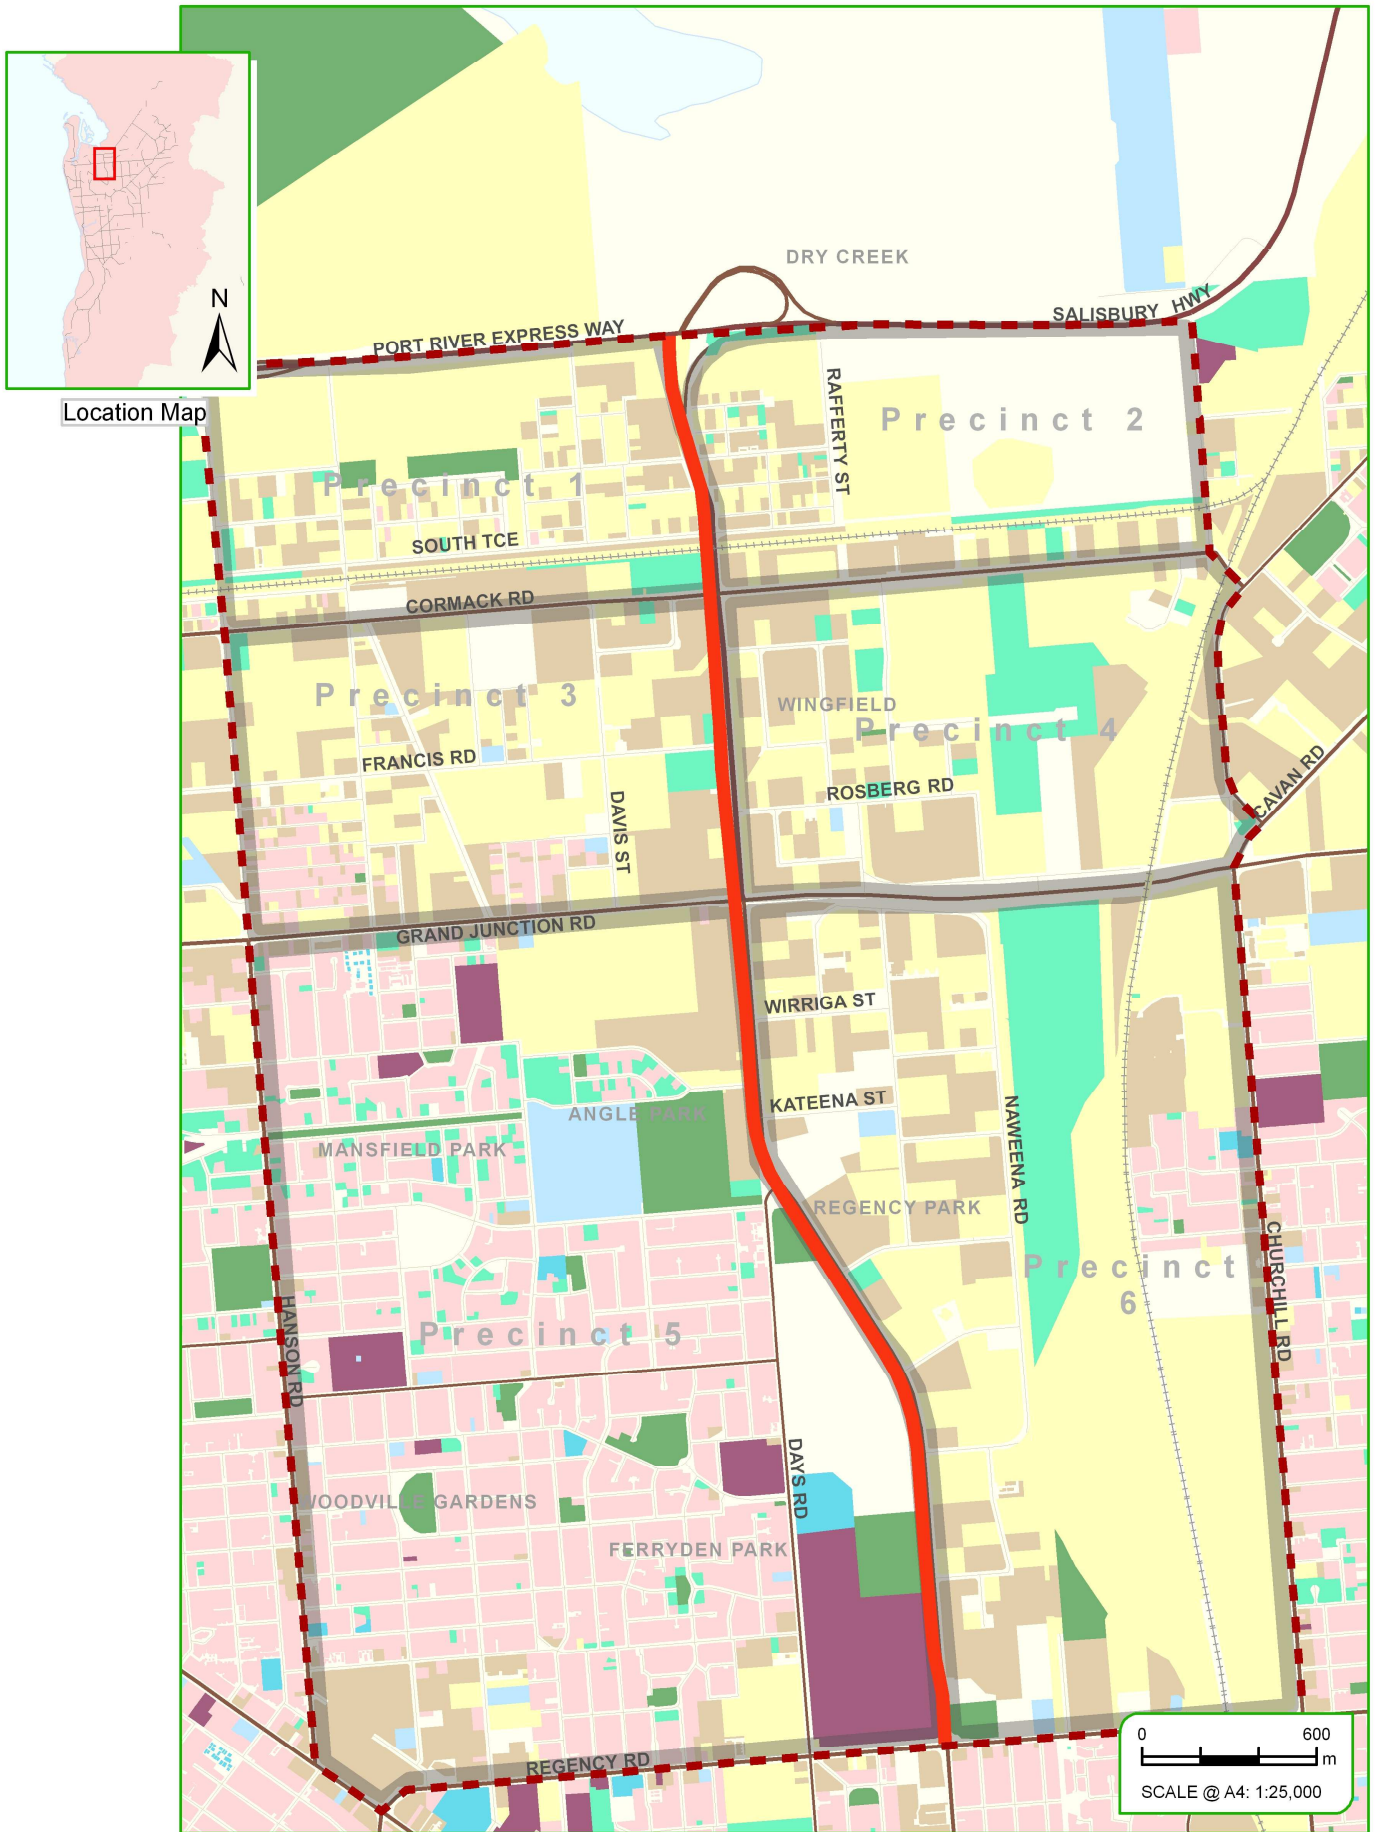 DRY CREEK
SALISBURY HWY
N
PORT RIVER EXPRESS WAY
Location Map
RAFFERTY ST
Precinct 2
Precinct 1
SOUTH TCE
CORMACK RD
Precinct 3
WINGFIELD
Precinct 4
FRANCIS RD
ROSBERG RD
CAVAN RD
DAVIS ST
GRAND JUNCTION RD
WIRRIGA ST
KATEENA ST
ANGLE PARK
NAWEENA RD
MANSFIELD PARK
REGENCY PARK
Precinct
6
CHURCHILL RD
HANSON RD
Precinct 5
DAYS RD
WOODVILLE GARDENS
FERRYDEN PARK
REGENCY RD
0 600
m
SCALE @ A4: 1:25,000